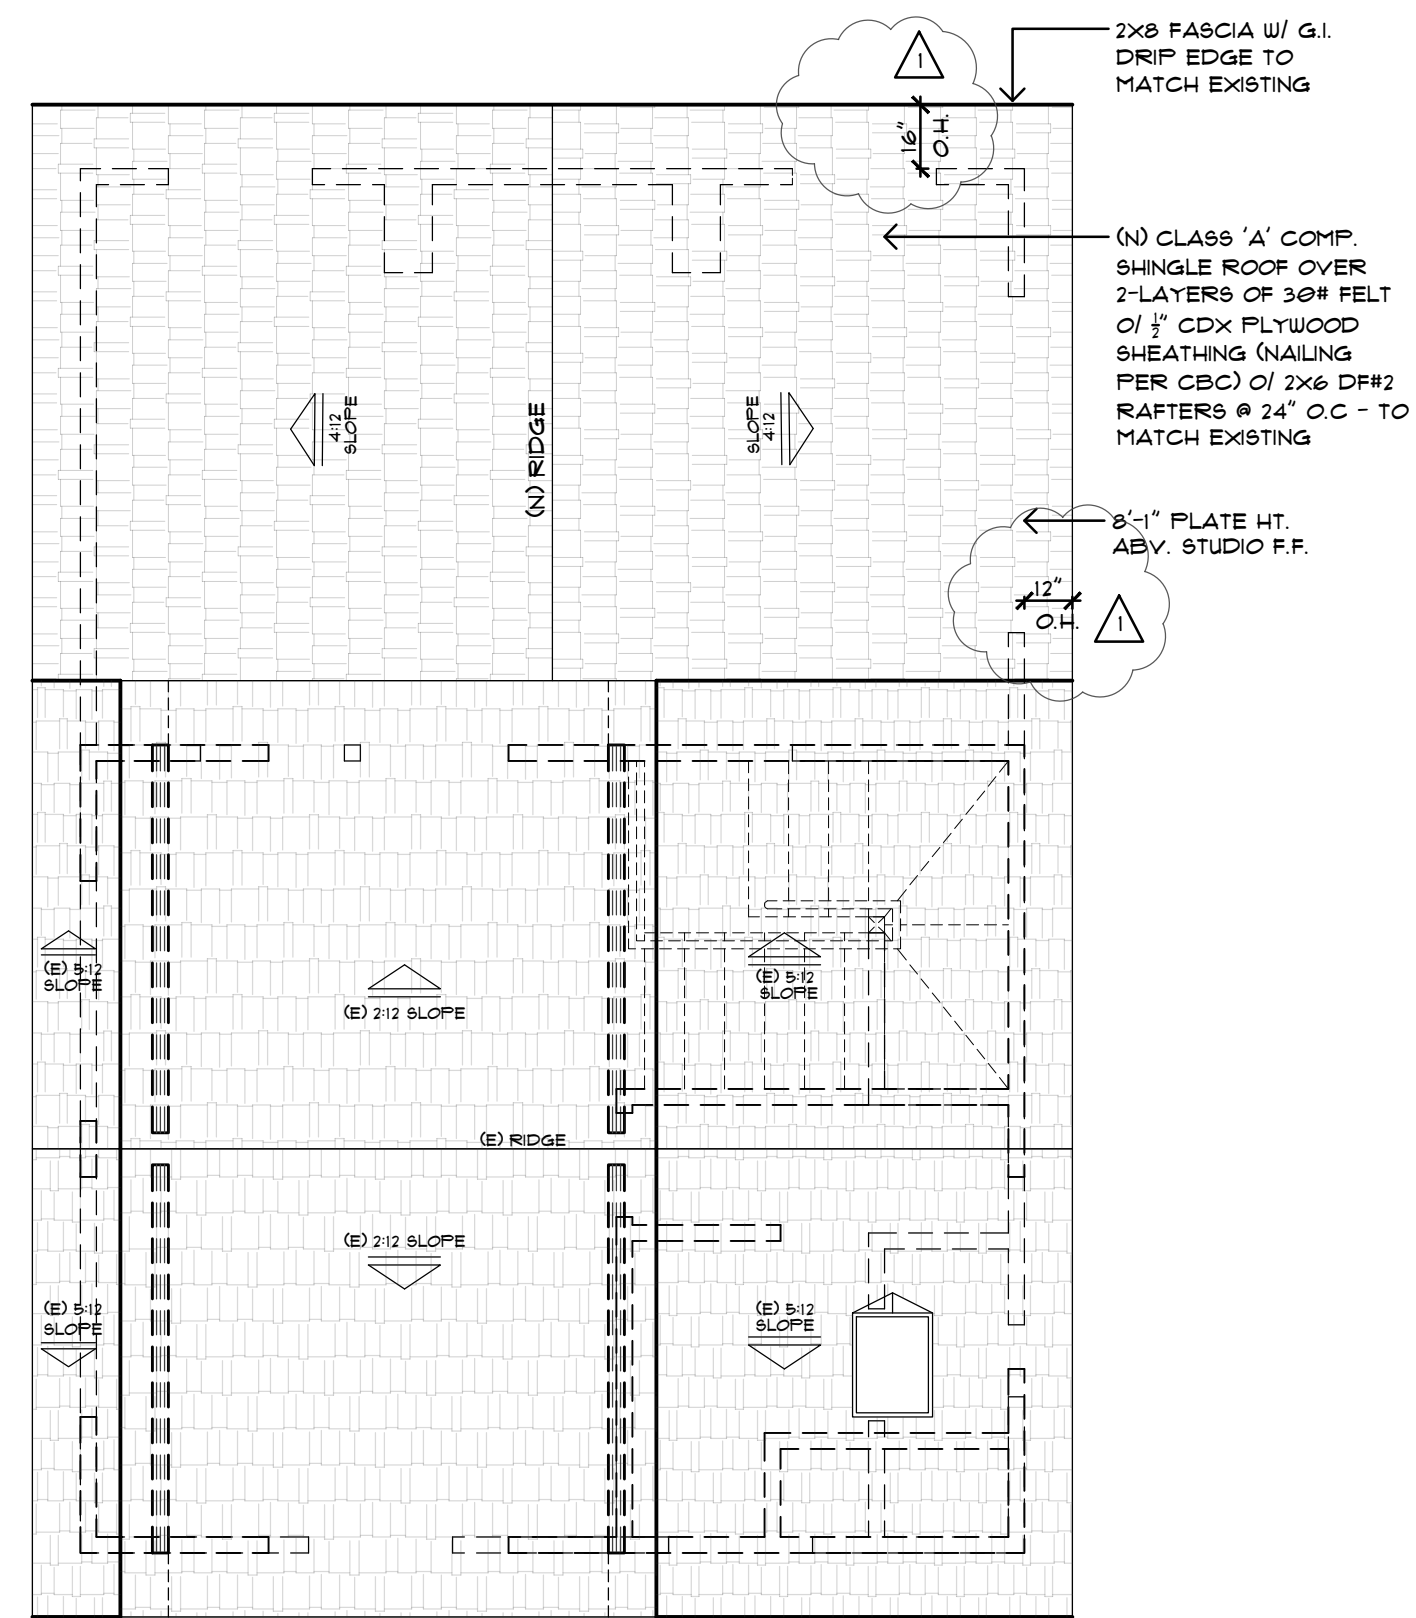 2X8 FASCIA W/ G.I.
DRIP EDGE TO
MATCH EXISTING
1
16"
O.H.
(N) CLASS 'A' COMP.
SHINGLE ROOF OVER
2-LAYERS OF 30# FELT
O/ ½" CDX PLYWOOD
SHEATHING (NAILING
PER CBC) O/ 2X6 DF#2
RAFTERS @ 24" O.C - TO
MATCH EXISTING
4:12
SLOPE
(N) RIDGE
SLOPE
4:12
8'-1" PLATE HT.
ABV. STUDIO F.F.
12"
O.H.
1
(E) 5:12
SLOPE
(E) 2:12 SLOPE
(E) 5:12
SLOPE
(E) RIDGE
(E) 2:12 SLOPE
(E) 5:12
SLOPE
(E) 5:12
SLOPE